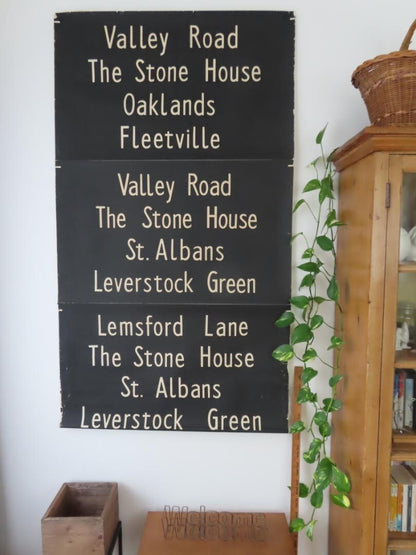 Valley Road
The Stone House
Oaklands
Fleetville
Valley Road
The Stone House
St. Albans
Leverstock Green
Lemsford Lane
The Stone House
St. Albans
Leverstock Green
Welcome